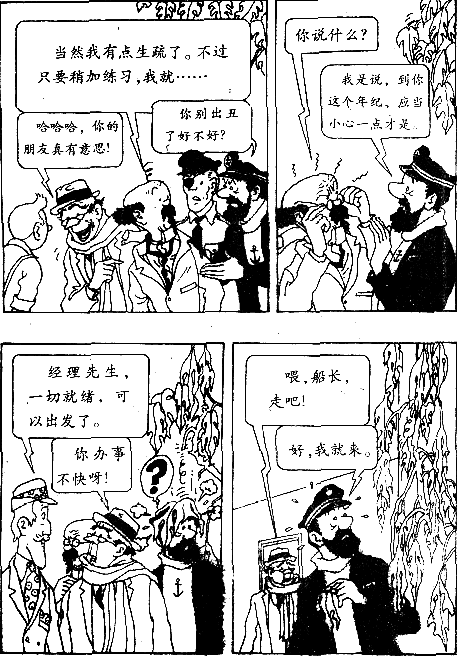 当然我有点生疏了。不过
只要稍加练习,我就……
哈哈哈,你的
朋友真有意思!
你别出丑
了好不好?
你说什么?
我是说,到你
这个年纪、应当
小心一点才是.
经理先生,
一切就绪,可
以出发了。
你办事
不快呀!
?
喂,船长,
走吧!
好,我就来。